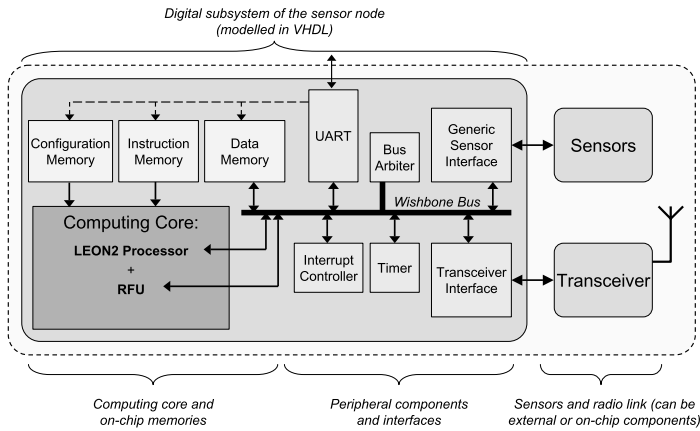 Digital subsystem of the sensor node
(modelled in VHDL)
Configuration
Memory
Instruction
Memory
Data
Memory
UART
Bus
Arbiter
Generic
Sensor
Interface
Sensors
Wishbone Bus
Computing Core:
LEON2 Processor
+
RFU
Interrupt
Controller
Timer
Transceiver
Interface
Transceiver
Computing core and
on-chip memories
Peripheral components
and interfaces
Sensors and radio link (can be
external or on-chip components)